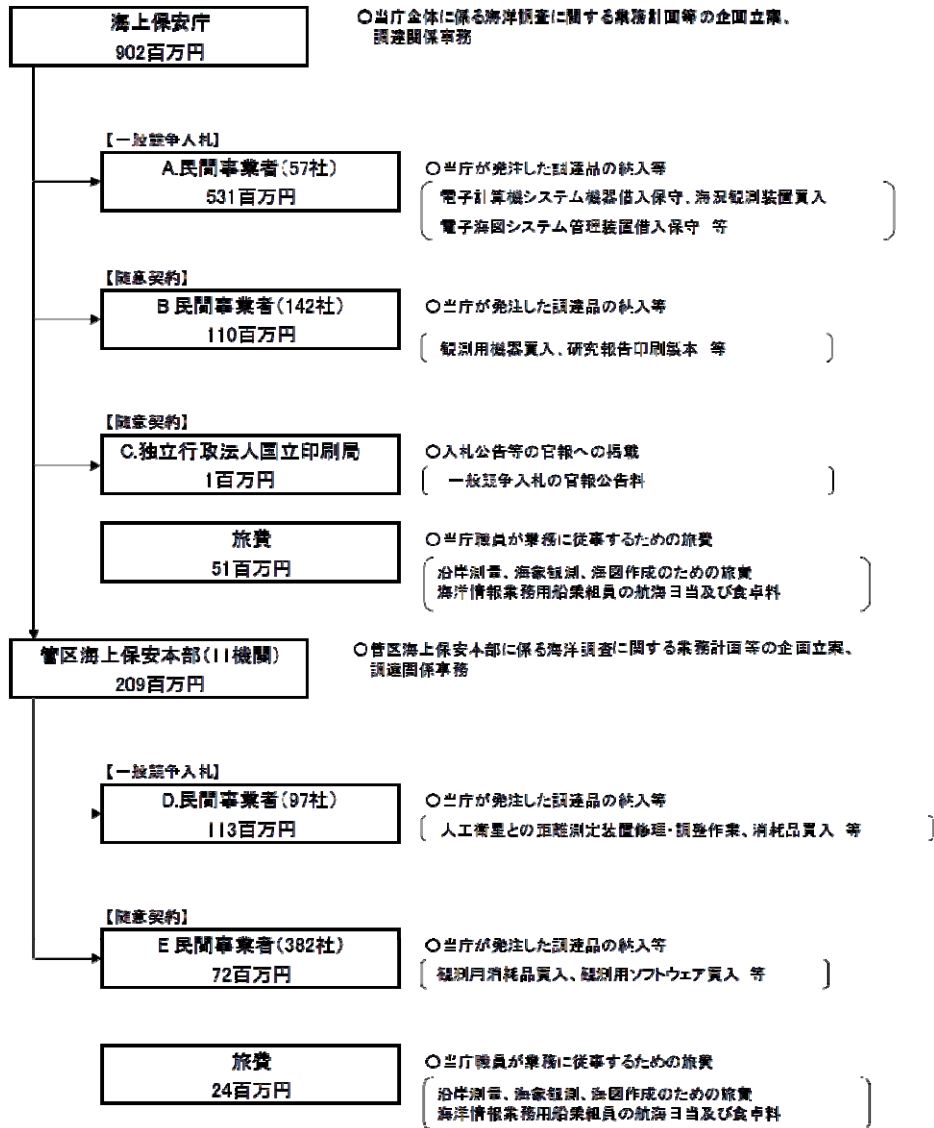 海上保安庁
902百万円
〇当庁全体に係る海洋調査に関する業務計画等の企画立案、
調達関係事務
【一般競争入札】
A.民間事業者(57社)
531百万円
〇当庁が発注した調達品の納入等
電子計算機システム機器借入保守、海況観測装置買入
電子海図システム管理装置借入保守 等
【随意契約】
B 民間事業者(142社)
110百万円
〇当庁が発注した調達品の納入等
観測用機器買入、研究報告印刷製本 等
【随意契約】
C.独立行政法人国立印刷局
1百万円
〇入札公告等の官報への掲載
一般競争入札の官報公告料
旅費
51百万円
〇当庁職員が業務に従事するための旅費
沿岸測量、海象観測、海図作成のための旅費
海洋情報業務用船乗組員の航海日当及び食卓料
管区海上保安本部(11機関)
209百万円
〇管区海上保安本部に係る海洋調査に関する業務計画等の企画立案、
調達関係事務
【一般競争入札】
D.民間事業者(97社)
113百万円
〇当庁が発注した調達品の納入等
人工衛星との距離測定装置修理・調整作業、消耗品買入 等
【随意契約】
E 民間事業者(382社)
72百万円
〇当庁が発注した調達品の納入等
観測用消耗品買入、観測用ソフトウェア買入 等
旅費
24百万円
〇当庁職員が業務に従事するための旅費
沿岸測量、海象観測、海図作成のための旅費
海洋情報業務用船乗組員の航海日当及び食卓料